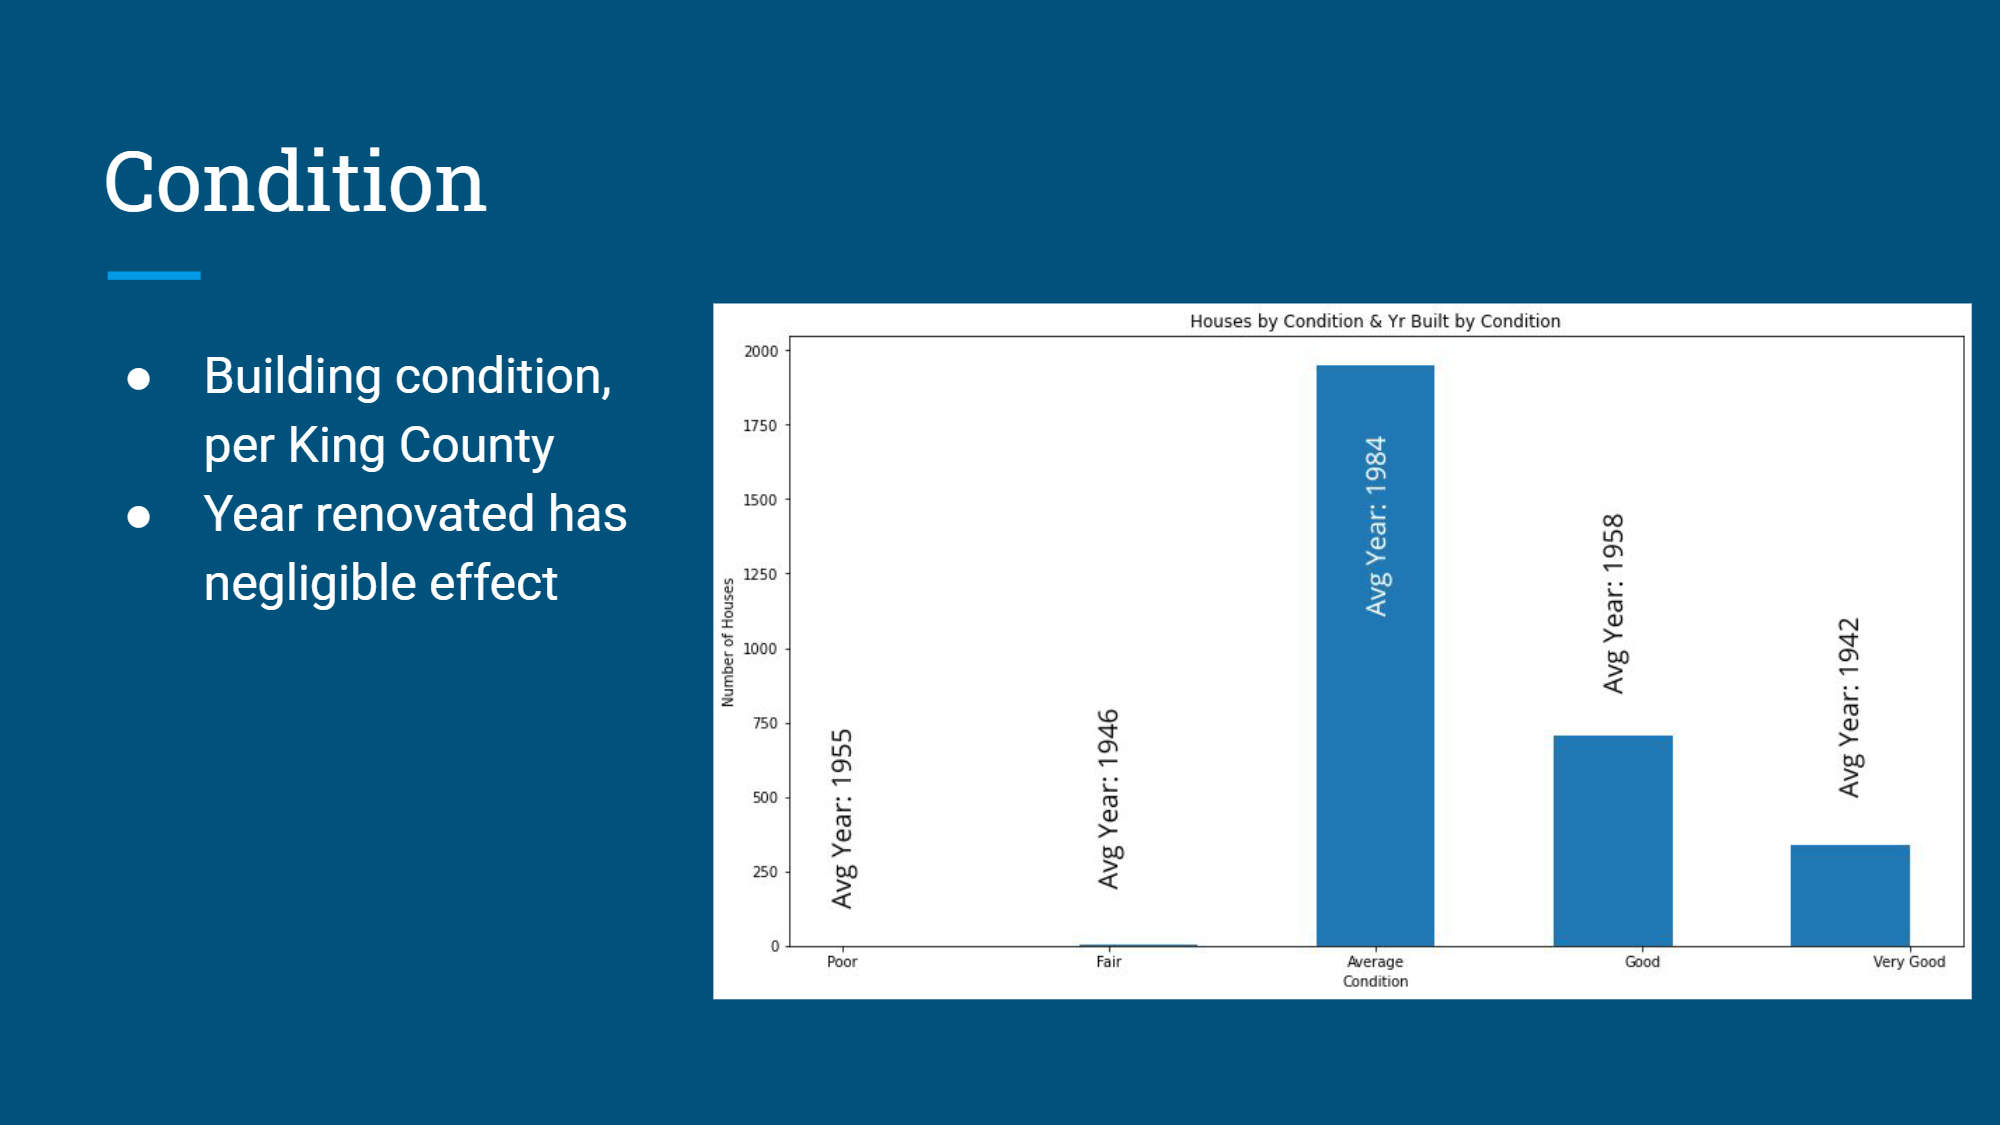 Condition
● Building condition,
per King County
● Year renovated has
negligible effect
Houses by Condition & Yr Built by Condition
Number of Houses
2000
1750
1500
1250
1000
750
500
250
0
Avg Year: 1955
Avg Year: 1946
Avg Year: 1984
Avg Year: 1958
Avg Year: 1942
Poor Fair Average Good Very Good
Condition